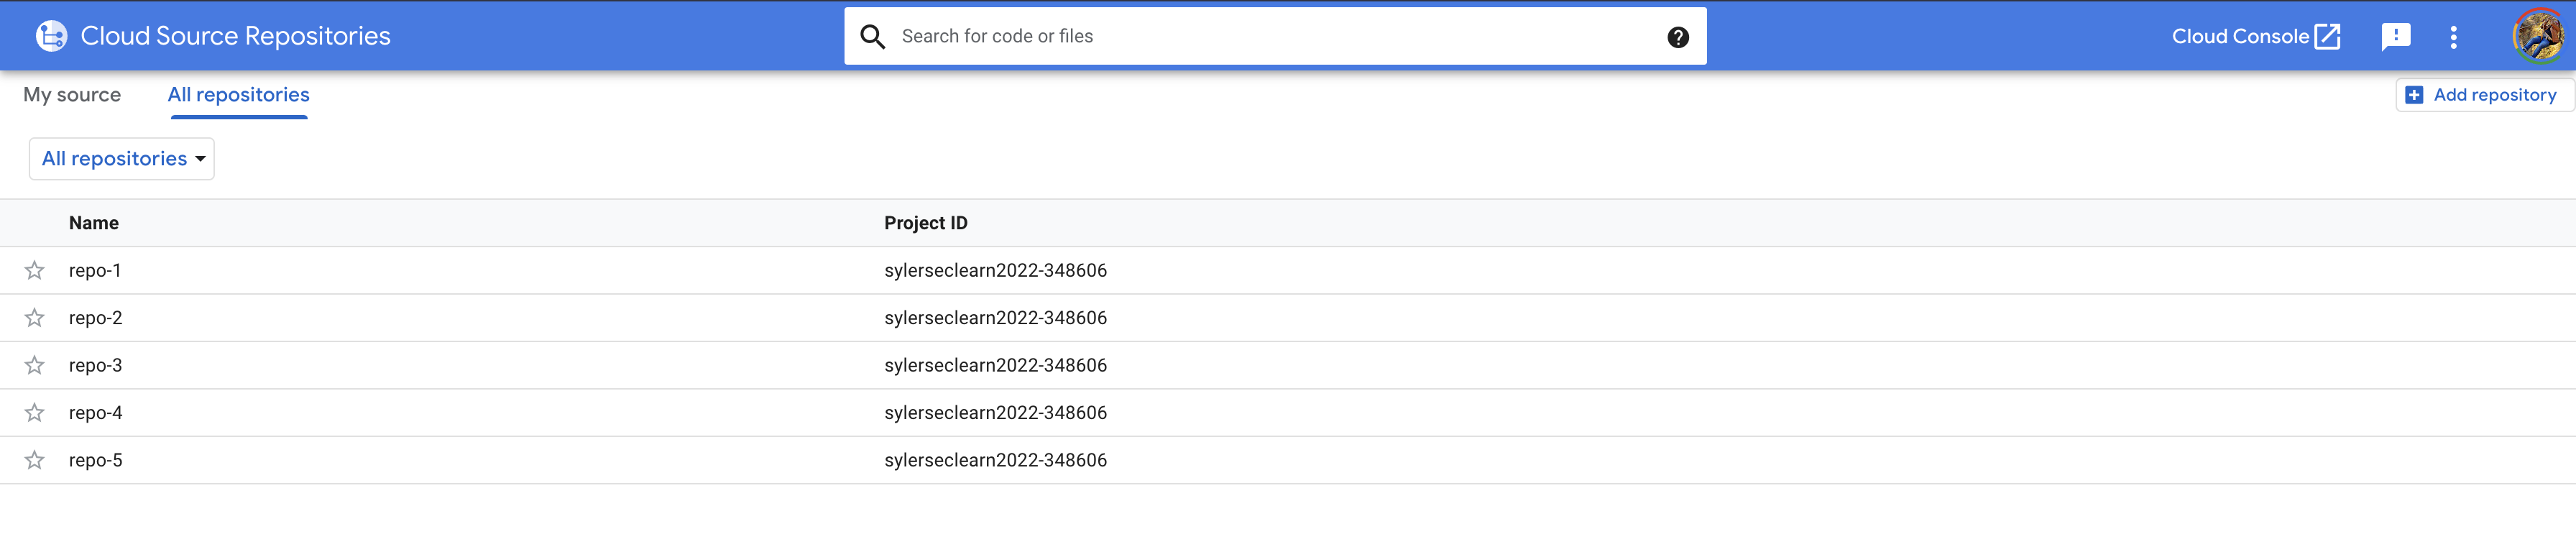 Cloud Source Repositories
Search for code or files
Cloud Console
My source
All repositories
Add repository
All repositories
Name Project ID
repo-1 sylerseclearn2022-348606
repo-2 sylerseclearn2022-348606
repo-3 sylerseclearn2022-348606
repo-4 sylerseclearn2022-348606
repo-5 sylerseclearn2022-348606